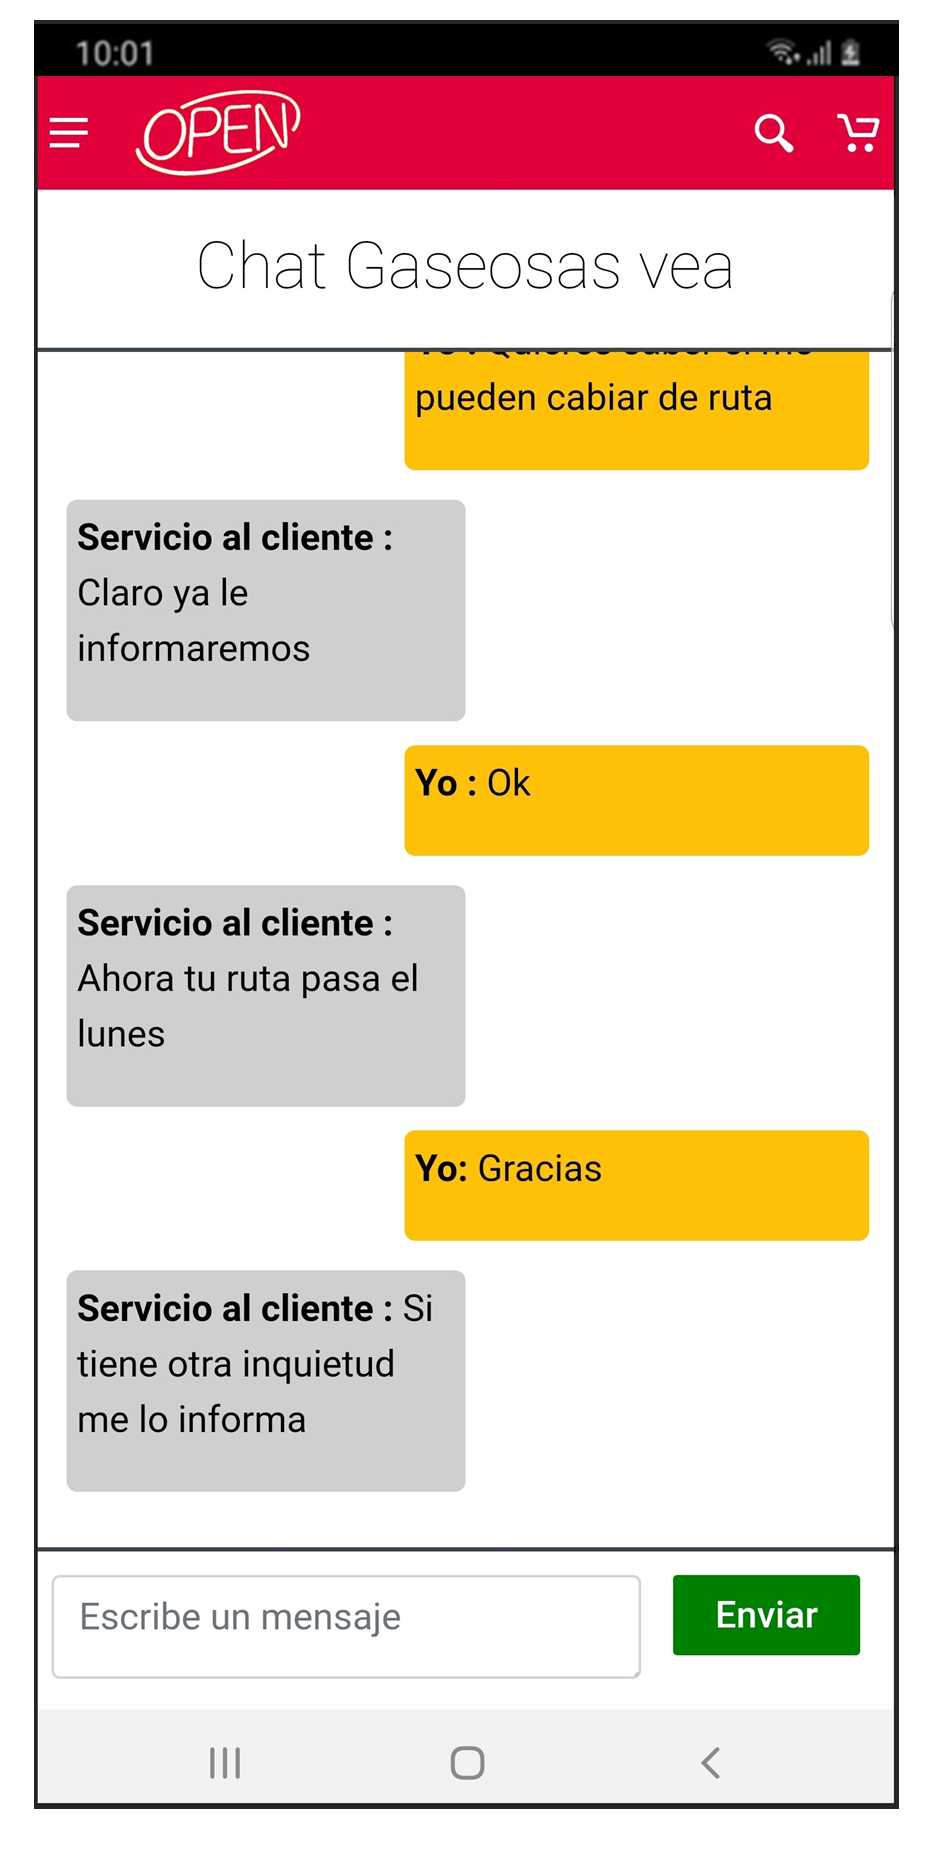 10:01
OPEN
Chat Gaseosas vea
pueden cabiar de ruta
Servicio al cliente :
Claro ya le
informaremos
Yo : Ok
Servicio al cliente :
Ahora tu ruta pasa el
lunes
Yo: Gracias
Servicio al cliente : Si
tiene otra inquietud
me lo informa
Escribe un mensaje
Enviar